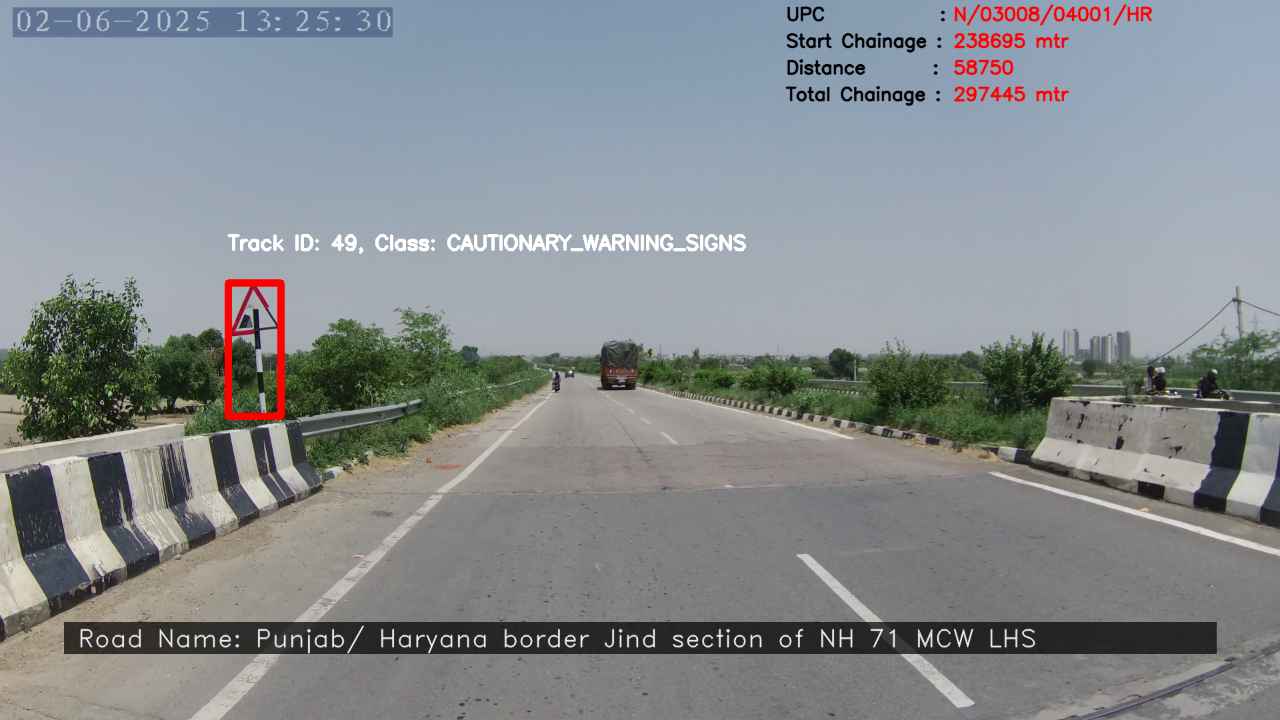 02-06-2025 13:25:30
UPC : N/03008/04001/HR
Start Chainage : 238695 mtr
Distance : 58750
Total Chainage : 297445 mtr
Track ID: 49, Class: CAUTIONARY_WARNING_SIGNS
Road Name: Punjab/ Haryana border Jind section of NH 71 MCW LHS